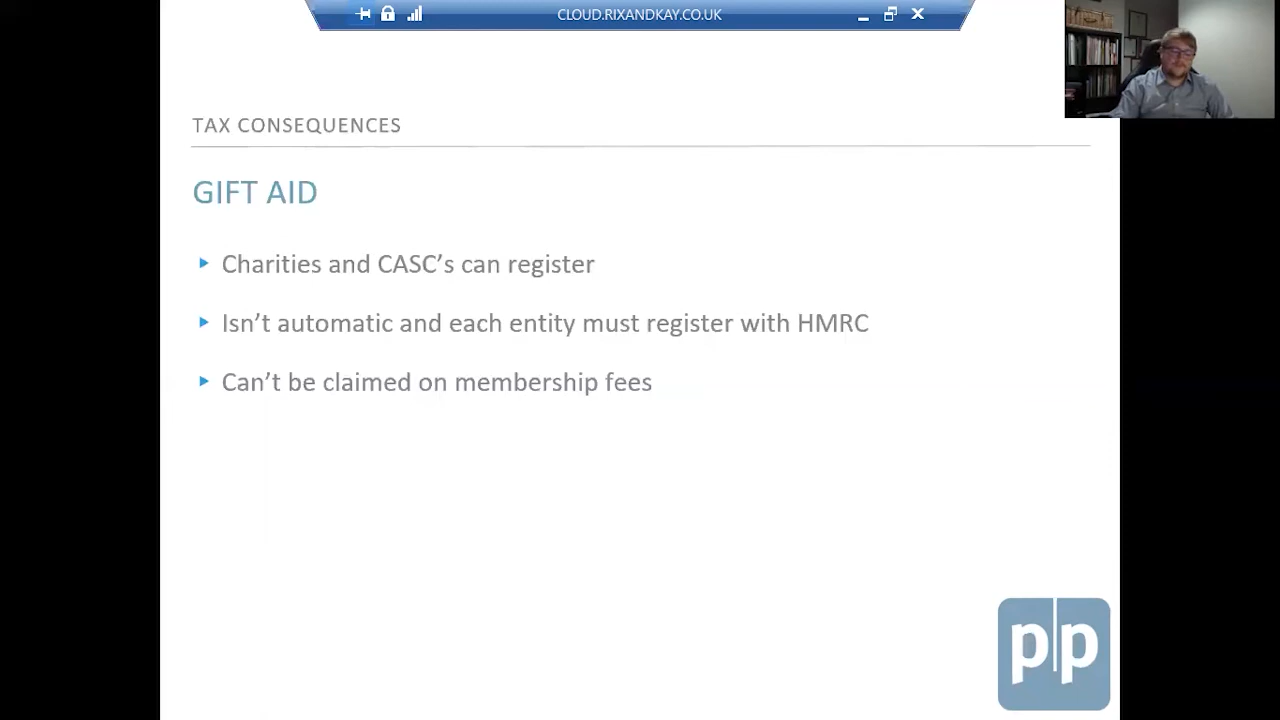 CLOUD.RIXANDKAY.CO.UK
TAX CONSEQUENCES
GIFT AID
Charities and CASC’s can register
Isn’t automatic and each entity must register with HMRC
Can’t be claimed on membership fees
p|p